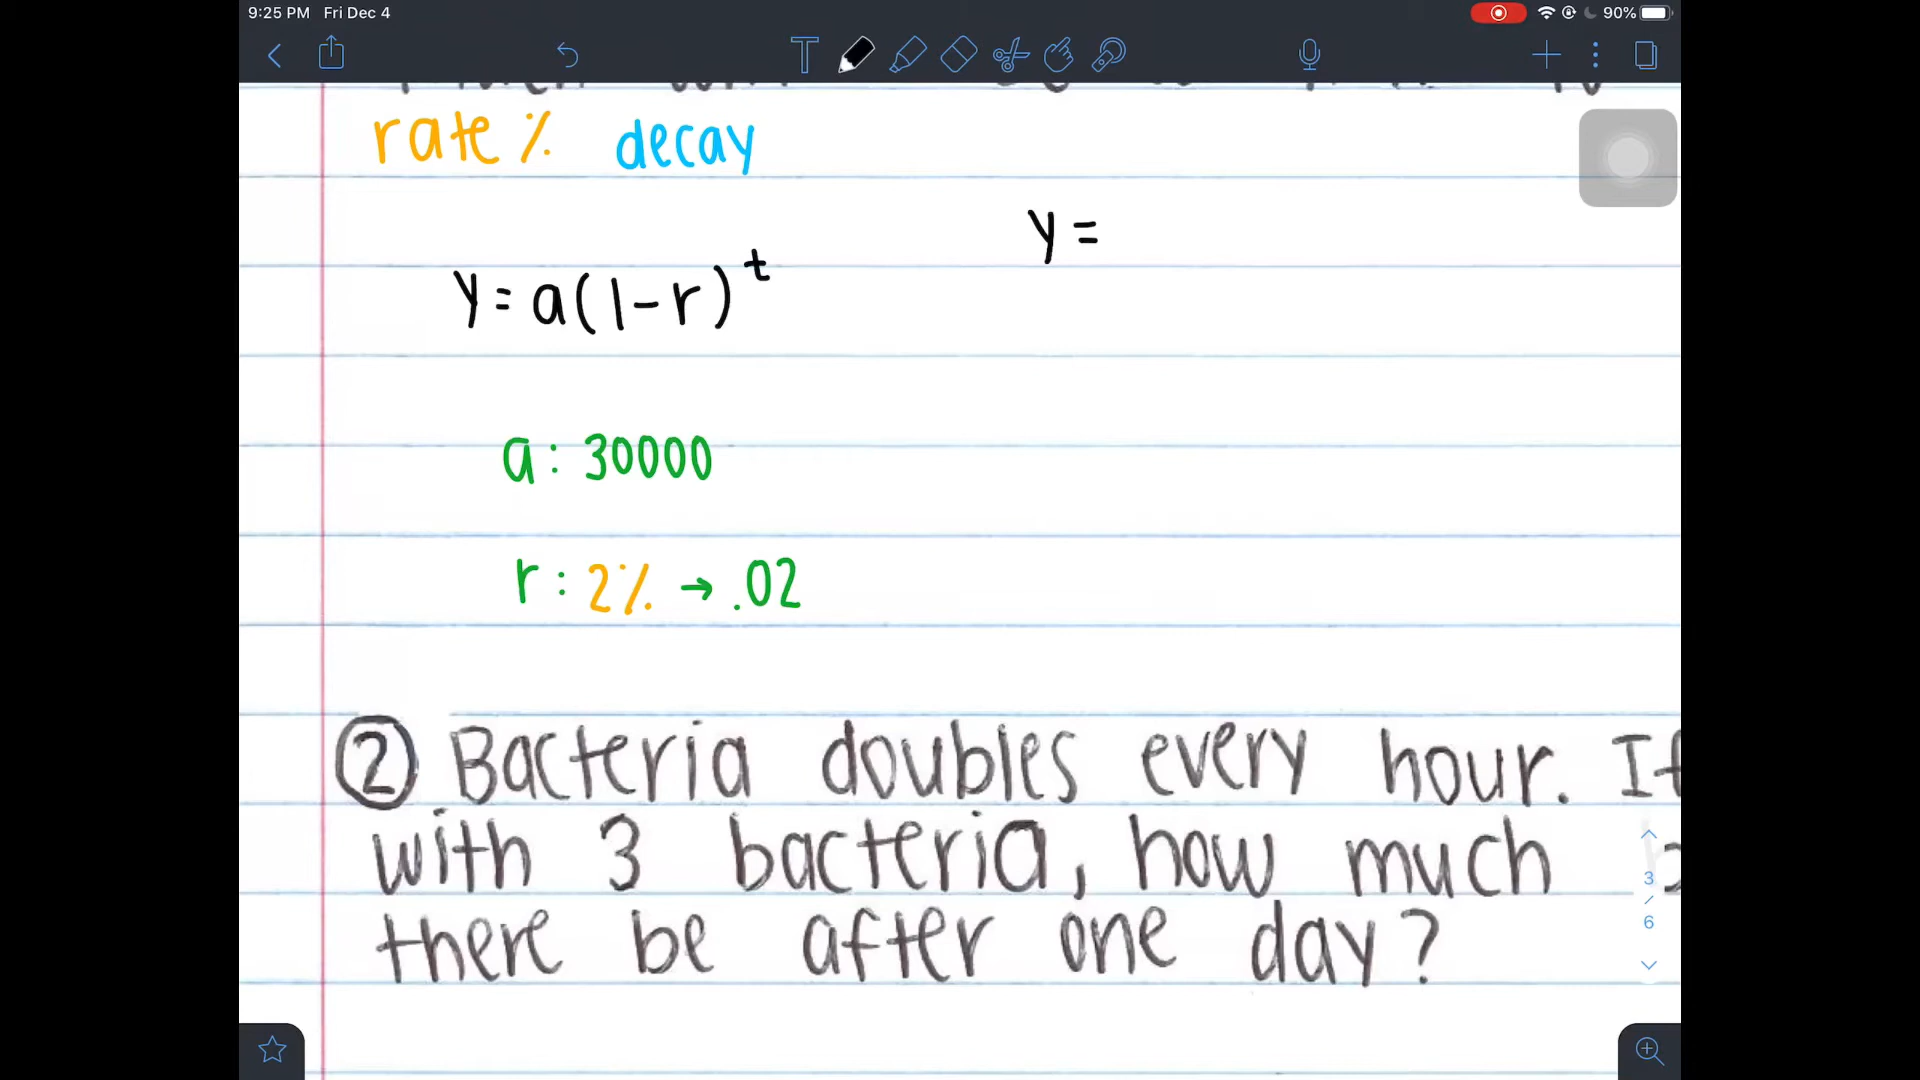 9:25 PM Fri Dec 4
90%
T
rate % decay
y =
y = a(1-r)^t
a: 30000
r: 2% → .02
② Bacteria doubles every hour. If
with 3 bacteria, how much
there be after one day?
3
/
6